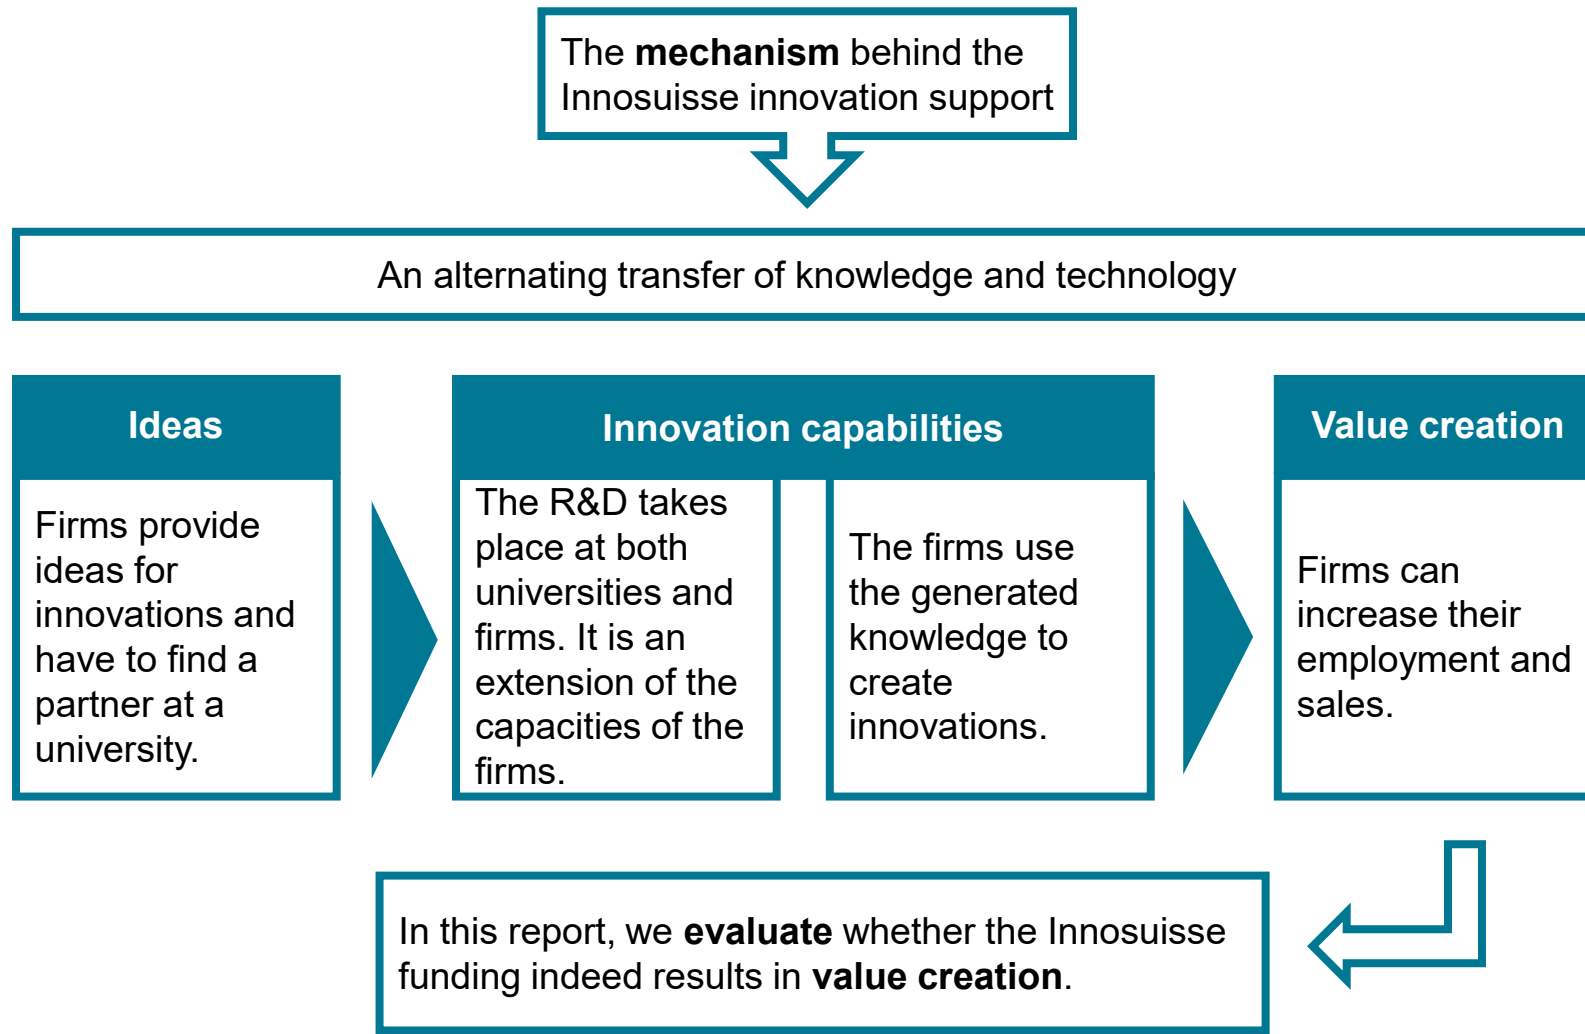 The mechanism behind the
Innosuisse innovation support
An alternating transfer of knowledge and technology
Ideas
Firms provide
ideas for
innovations and
have to find a
partner at a
university.
Innovation capabilities
The R&D takes
place at both
universities and
firms. It is an
extension of the
capacities of the
firms.
The firms use
the generated
knowledge to
create
innovations.
Value creation
Firms can
increase their
employment and
sales.
In this report, we evaluate whether the Innosuisse
funding indeed results in value creation.